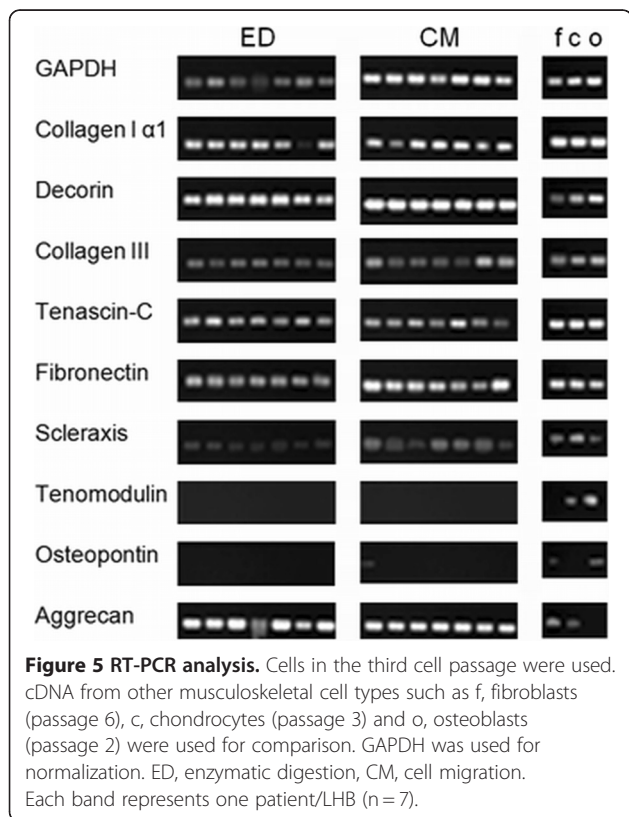 ED CM f c o
GAPDH
Collagen I α1
Decorin
Collagen III
Tenascin-C
Fibronectin
Scleraxis
Tenomodulin
Osteopontin
Aggrecan
Figure 5 RT-PCR analysis. Cells in the third cell passage were used.
cDNA from other musculoskeletal cell types such as f, fibroblasts
(passage 6), c, chondrocytes (passage 3) and o, osteoblasts
(passage 2) were used for comparison. GAPDH was used for
normalization. ED, enzymatic digestion, CM, cell migration.
Each band represents one patient/LHB (n = 7).